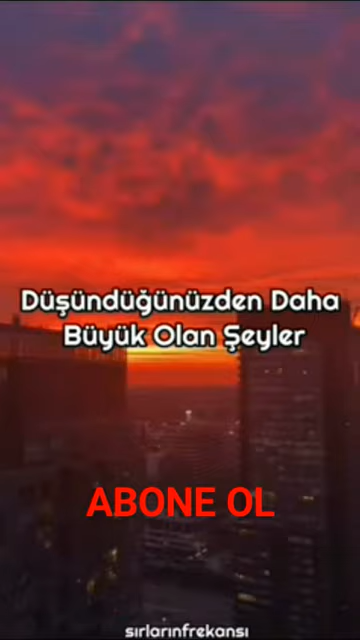 Düşündüğünüzden Daha
Büyük Olan Şeyler
ABONE OL
sırlarınfrekansı